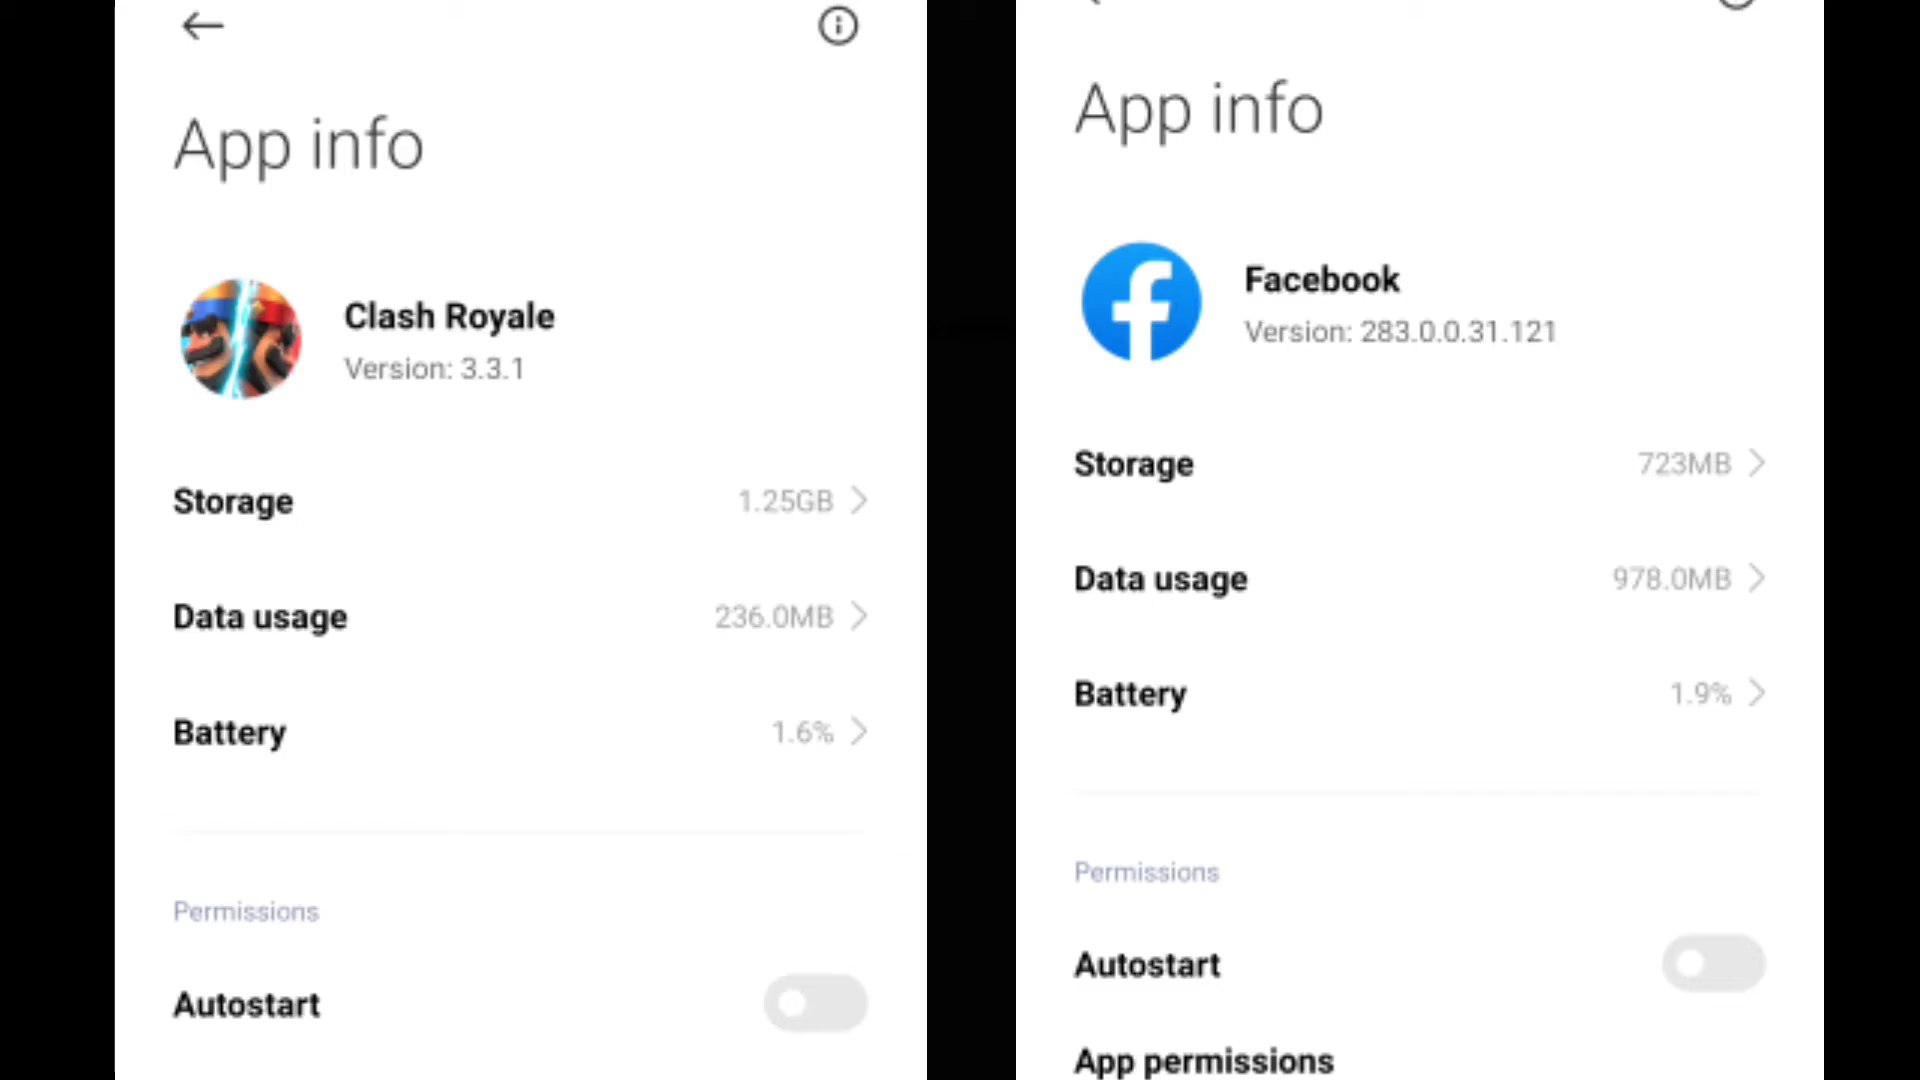 App info
Clash Royale
Version: 3.3.1
Storage 1.25GB
Data usage 236.0MB
Battery 1.6%
Permissions
Autostart
App info
Facebook
Version: 283.0.0.31.121
Storage 723MB
Data usage 978.0MB
Battery 1.9%
Permissions
Autostart
App permissions